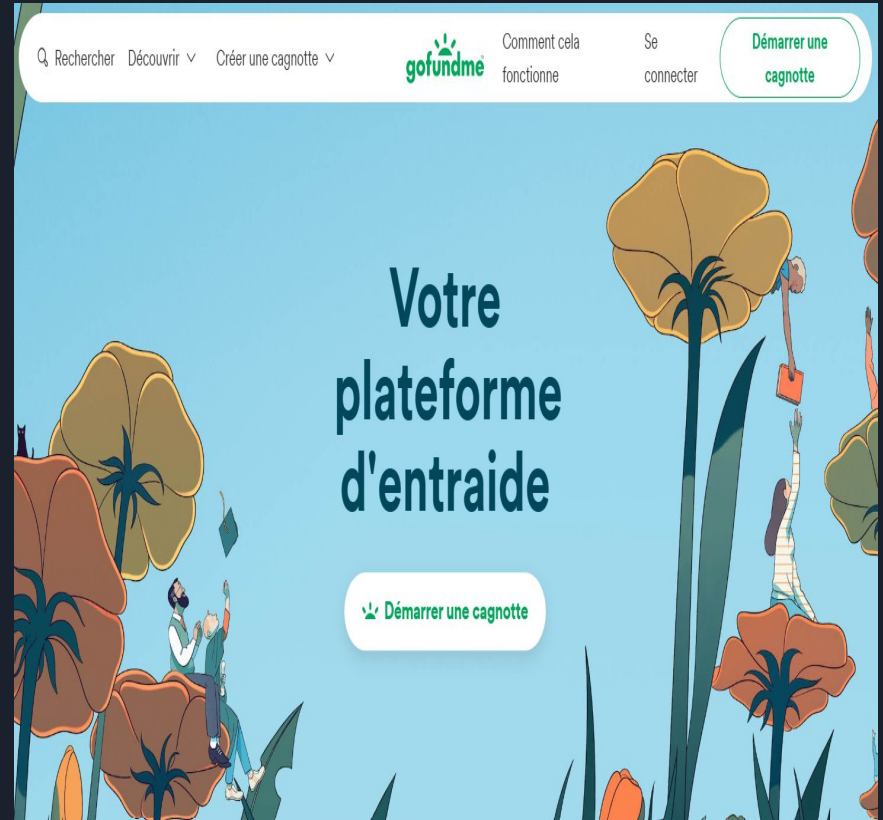 Rechercher Découvrir Créer une cagnotte
gofundme
Comment cela
fonctionne
Se
connecter
Démarrer une
cagnotte
Votre
plateforme
d'entraide
Démarrer une cagnotte